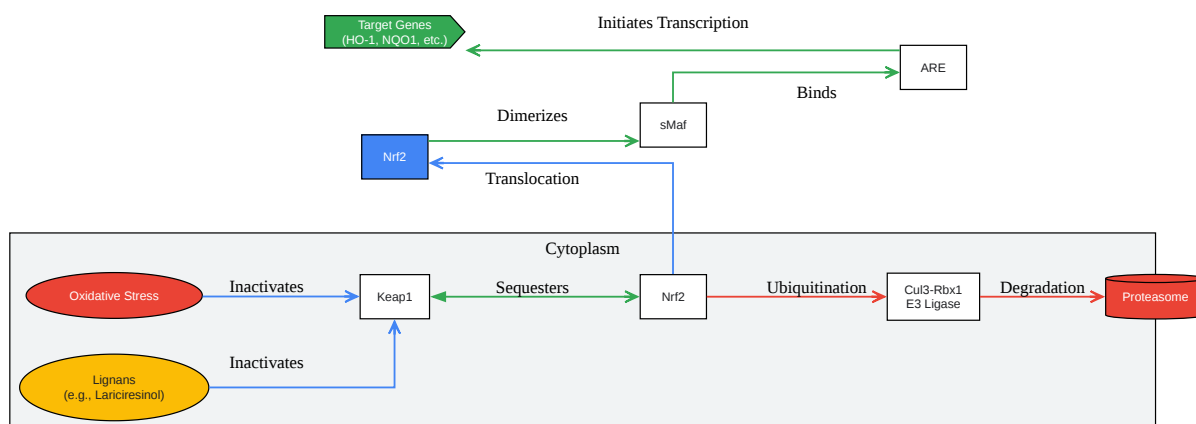 Target Genes
(HO-1, NQO1, etc.)
Initiates Transcription
ARE
Binds
Dimerizes
sMaf
Nrf2
Translocation
Cytoplasm
Oxidative Stress
Inactivates
Keap1
Sequesters
Nrf2
Ubiquitination
Cul3-Rbx1
E3 Ligase
Degradation
Proteasome
Lignans
(e.g., Lariciresinol)
Inactivates